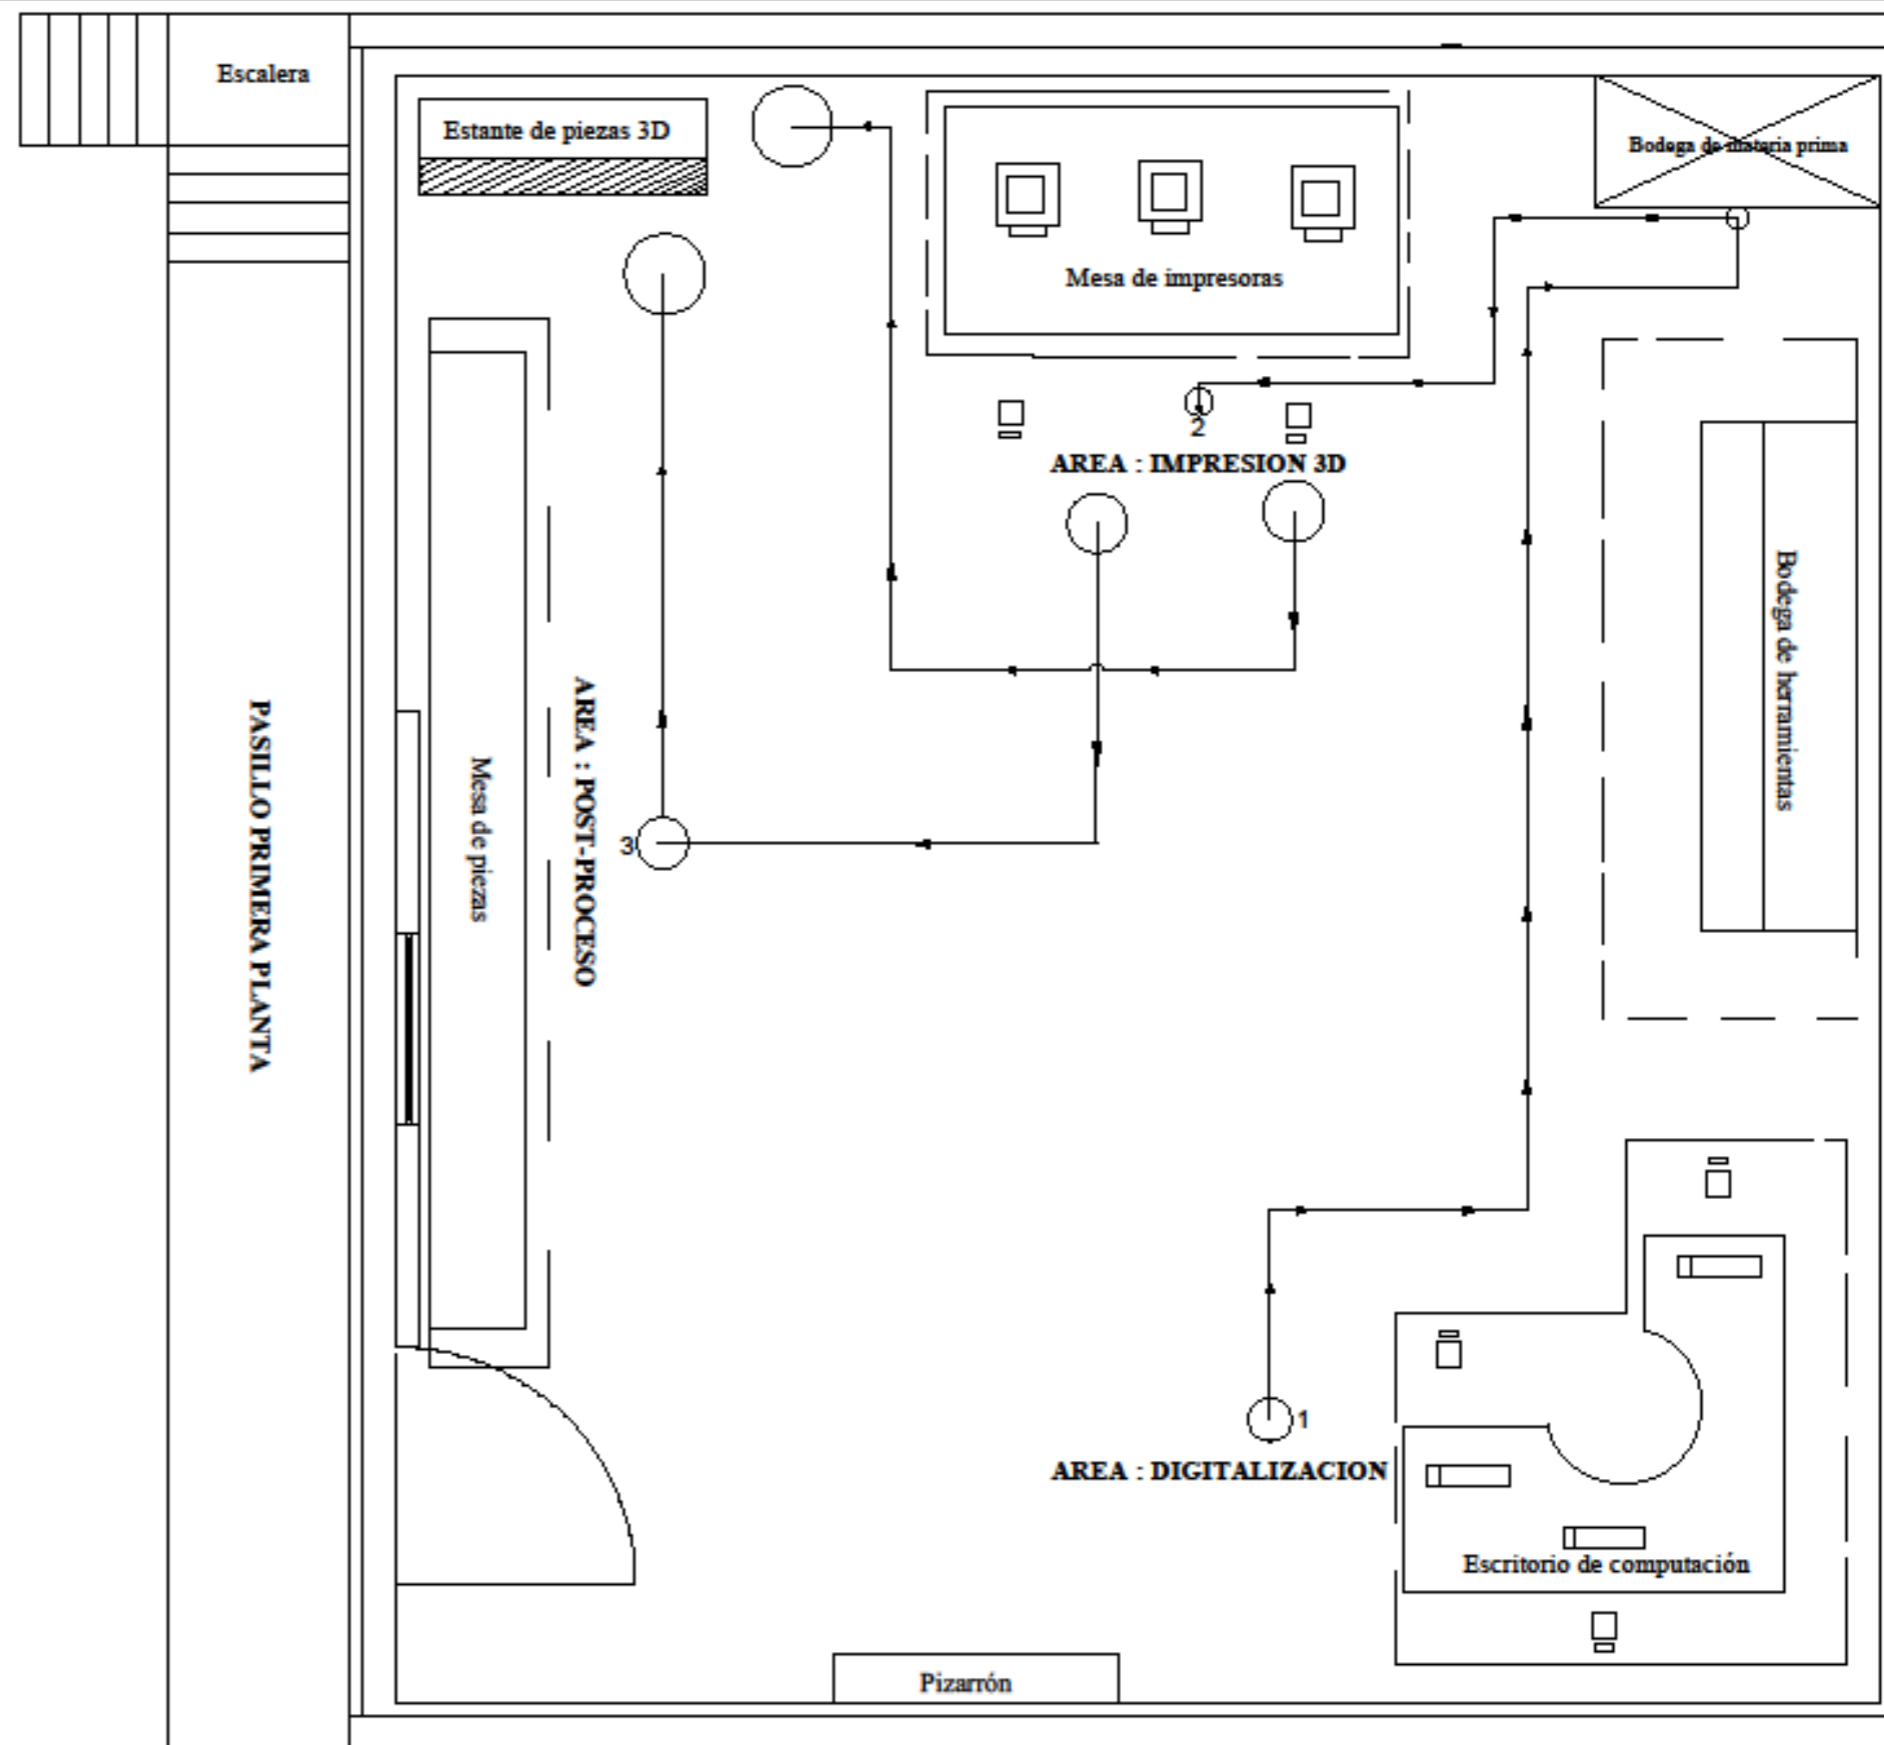 Escalera
Estante de piezas 3D
Bodega de materia prima
Mesa de impresoras
2
AREA : IMPRESION 3D
Bodega de herramientas
PASILLO PRIMERA PLANTA
Mesa de piezas
AREA : POST-PROCESO
3
1
AREA : DIGITALIZACION
Escritorio de computación
Pizarrón